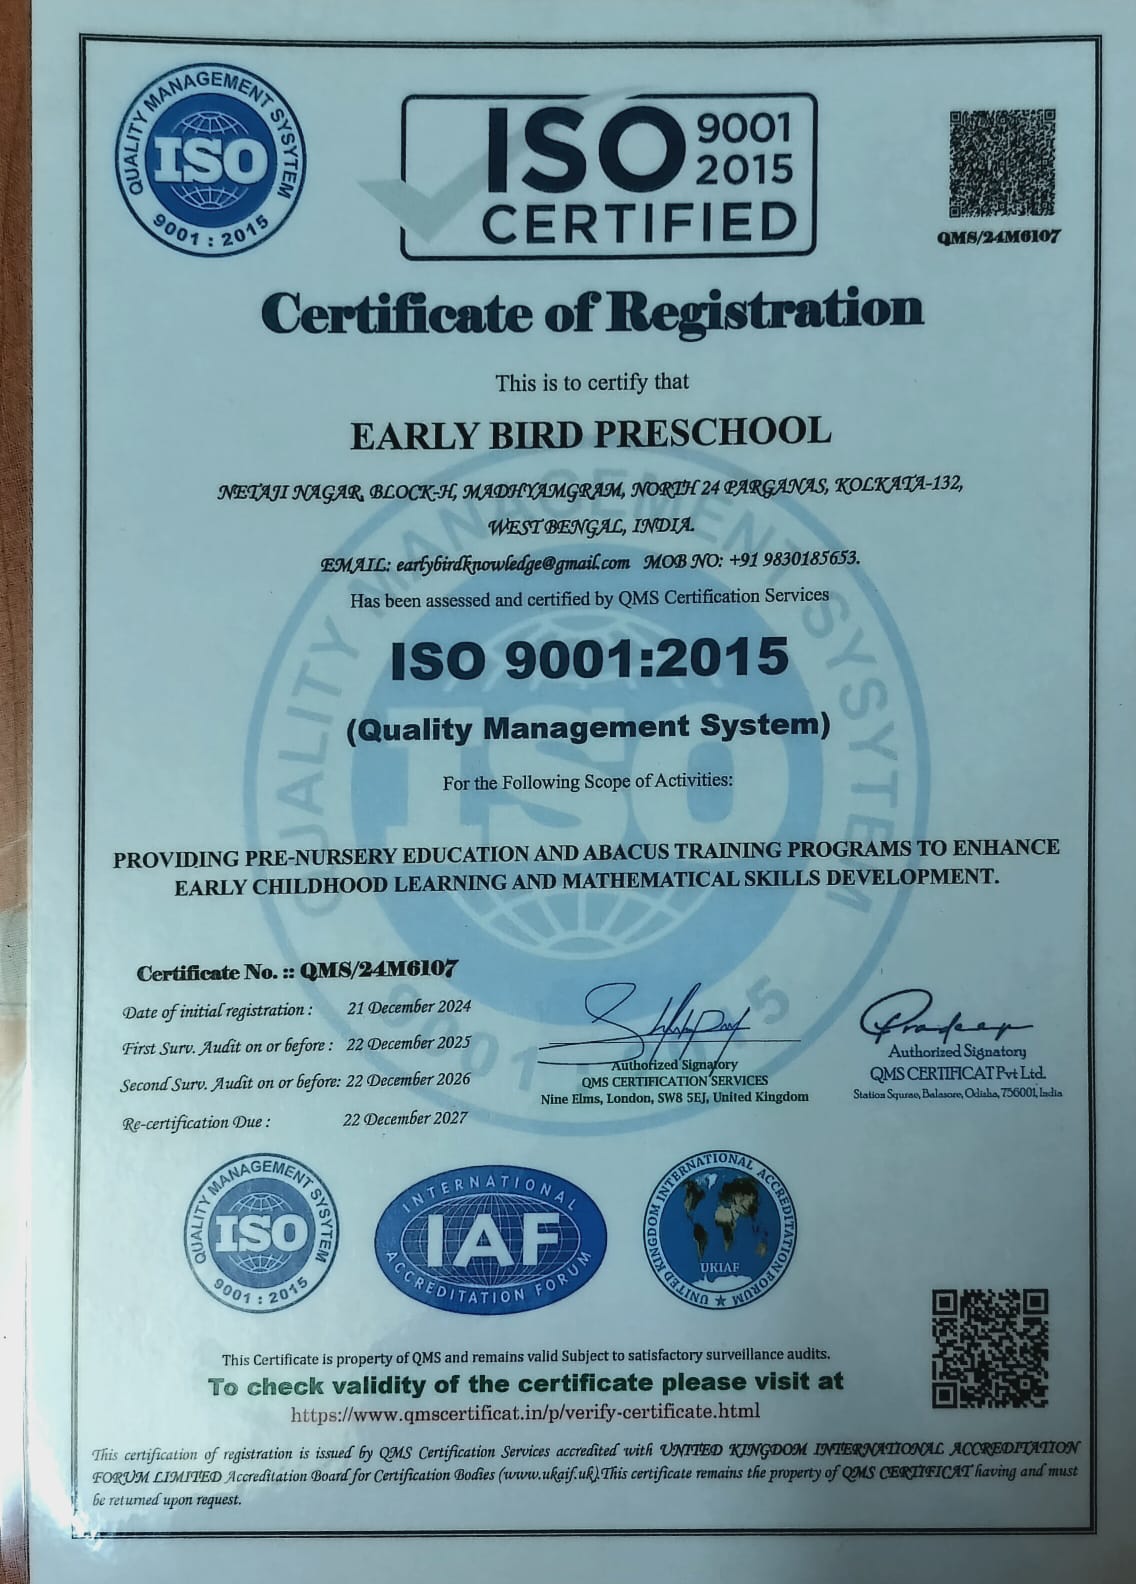 QUALITY MANAGEMENT SYSYTEM
ISO
9001 : 2015
ISO 9001 2015
CERTIFIED
QMS/24M6107
Certificate of Registration
This is to certify that
EARLY BIRD PRESCHOOL
NETAJI NAGAR, BLOCK-H, MADHYAMGRAM, NORTH 24 PARGANAS, KOLKATA-132,
WEST BENGAL, INDIA.
EMAIL: earlybirdknowledge@gmail.com MOB NO: +91 9830185653.
Has been assessed and certified by QMS Certification Services
ISO 9001:2015
(Quality Management System)
For the Following Scope of Activities:
PROVIDING PRE-NURSERY EDUCATION AND ABACUS TRAINING PROGRAMS TO ENHANCE
EARLY CHILDHOOD LEARNING AND MATHEMATICAL SKILLS DEVELOPMENT.
QUALITY MANAGEMENT SYSYTEM
ISO
Certificate No. :: QMS/24M6107
Date of initial registration : 21 December 2024
First Surv. Audit on or before : 22 December 2025
Second Surv. Audit on or before: 22 December 2026
Re-certification Due : 22 December 2027
Authorized Signatory
QMS CERTIFICATION SERVICES
Nine Elms, London, SW8 5EJ, United Kingdom
Pradeep
Authorized Signatory
QMS CERTIFICAT Pvt Ltd.
Station Squrae, Balasore, Odisha, 756001, India
QUALITY MANAGEMENT SYSYTEM
ISO
9001 : 2015
INTERNATIONAL
IAF
ACCREDITATION FORUM
UNITED KINGDOM INTERNATIONAL ACCREDITATION FORUM
UKIAF
This Certificate is property of QMS and remains valid Subject to satisfactory surveillance audits.
To check validity of the certificate please visit at
https://www.qmscertificat.in/p/verify-certificate.html
This certification of registration is issued by QMS Certification Services accredited with UNITED KINGDOM INTERNATIONAL ACCREDITATION
FORUM LIMITED Accreditation Board for Certification Bodies (www.ukaif.uk).This certificate remains the property of QMS CERTIFICAT having and must
be returned upon request.